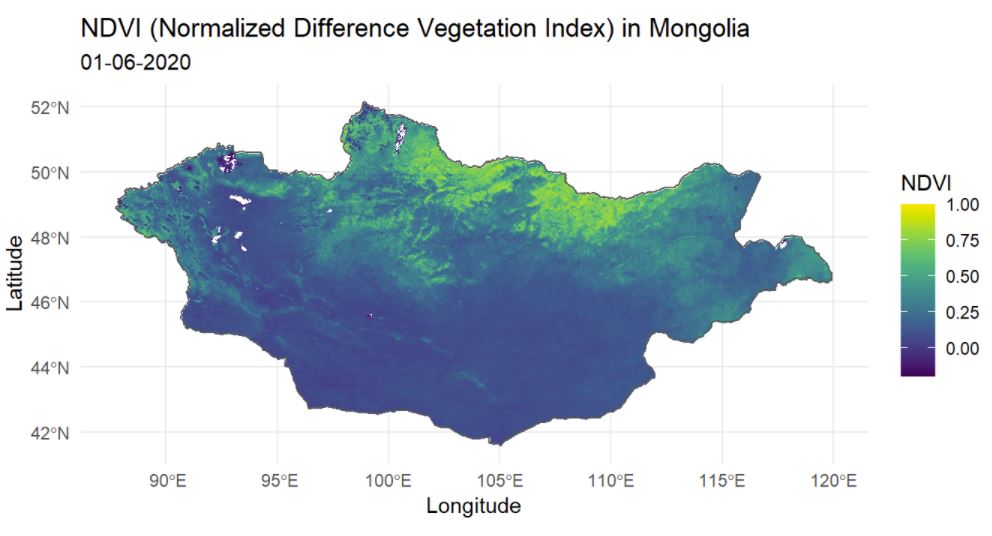 NDVI (Normalized Difference Vegetation Index) in Mongolia
01-06-2020
52°N
50°N
48°N
46°N
44°N
42°N
Latitude
90°E 95°E 100°E 105°E 110°E 115°E 120°E
Longitude
NDVI
1.00
0.75
0.50
0.25
0.00